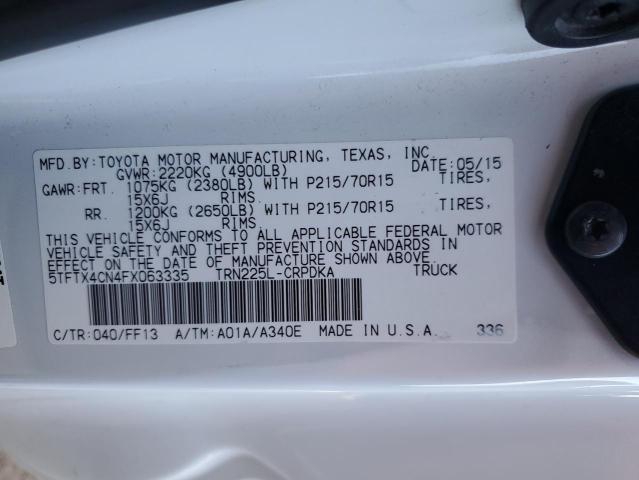 MFD.BY:TOYOTA MOTOR MANUFACTURING, TEXAS, INC.
GVWR:2220KG (4900LB) DATE:05/15
GAWR:FRT. 1075KG (2380LB) WITH P215/70R15 TIRES,
15X6J RIMS.
RR. 1200KG (2650LB) WITH P215/70R15 TIRES,
15X6J RIMS.
THIS VEHICLE CONFORMS TO ALL APPLICABLE FEDERAL MOTOR
VEHICLE SAFETY AND THEFT PREVENTION STANDARDS IN
EFFECT ON THE DATE OF MANUFACTURE SHOWN ABOVE.
5TFTX4CN4FX063335 TRN225L-CRPDKA TRUCK
C/TR:040/FF13 A/TM:A01A/A340E MADE IN U.S.A. 336